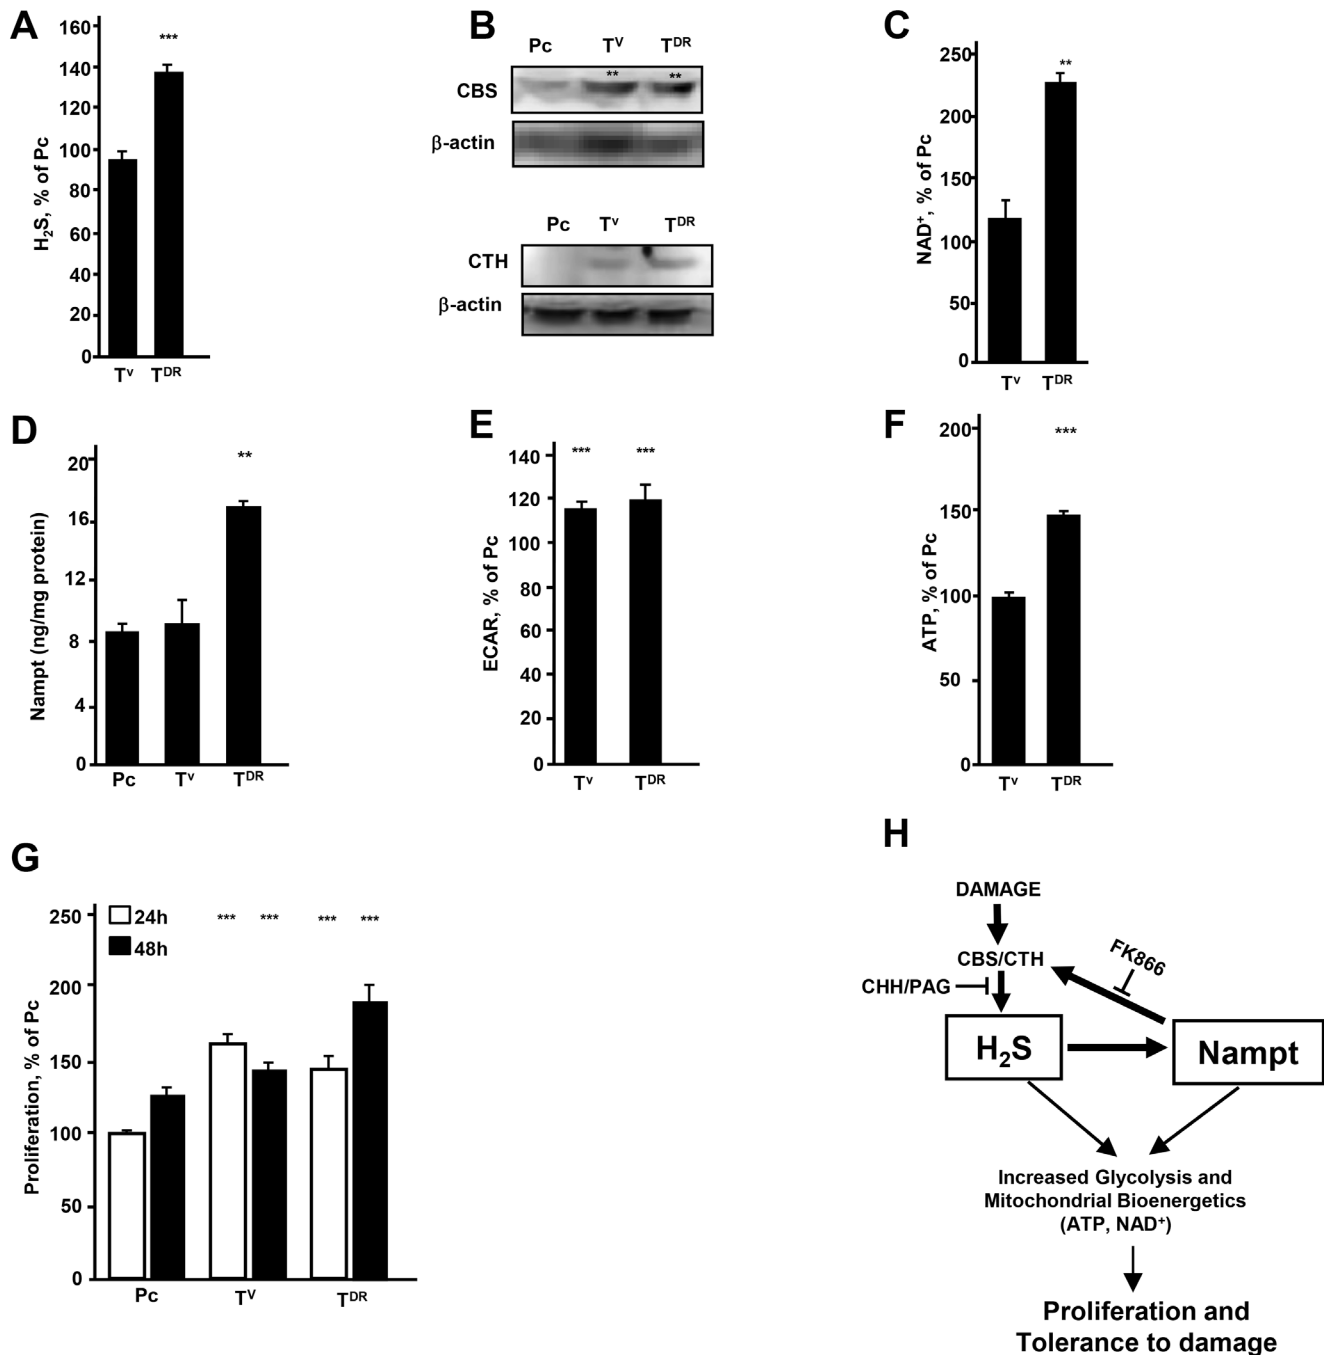 A
H₂S, % of Pc
160
140
120
100
80
60
40
20
0
***
Tᵛ Tᴰᴿ
B
Pc Tⱽ Tᴰᴿ
** **
CBS
β-actin
Pc Tᵛ Tᴰᴿ
CTH
β-actin
C
NAD⁺, % of Pc
250
200
150
100
50
0
**
Tᵛ Tᴰᴿ
D
Nampt (ng/mg protein)
20
16
12
8
4
0
**
Pc Tᵛ Tᴰᴿ
E
ECAR, % of Pc
140
120
100
80
60
40
20
0
*** ***
Tᵛ Tᴰᴿ
F
ATP, % of Pc
200
150
100
50
0
***
Tᵛ Tᴰᴿ
G
Proliferation, % of Pc
250
200
150
100
50
0
24h
48h
*** *** *** ***
Pc Tⱽ Tᴰᴿ
H
DAMAGE
CBS/CTH
FK866
CHH/PAG
H₂S
Nampt
Increased Glycolysis and
Mitochondrial Bioenergetics
(ATP, NAD⁺)
Proliferation and
Tolerance to damage